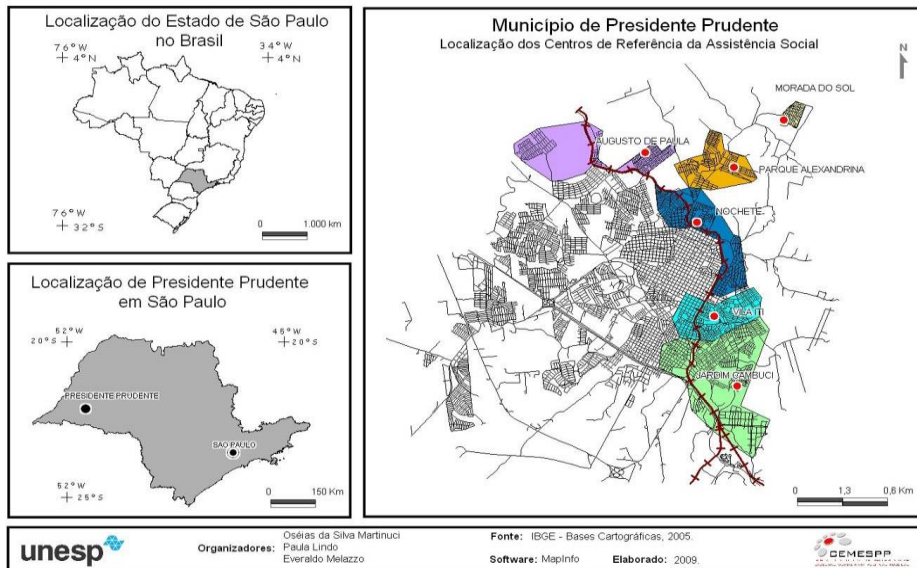 Localização do Estado de São Paulo
no Brasil
76°W
4°N
34°W
4°N
76°W
32°S
0 1.000 km
Localização de Presidente Prudente
em São Paulo
52°W
20°S
45°W
20°S
PRESIDENTE PRUDENTE
SÃO PAULO
52°W
25°S
0 150 Km
Município de Presidente Prudente
Localização dos Centros de Referência da Assistência Social
N
MORADA DO SOL
AUGUSTO DE PAULA
PARQUE ALEXANDRINA
NOCHETE
VILA ITI
JARDIM CAMBUCI
0 1,3 0,6 Km
unesp
Organizadores: Oséias da Silva Martinuci
Paula Lindo
Everaldo Melazzo
Fonte: IBGE - Bases Cartográficas, 2005.
Software: MapInfo Elaborado: 2009.
CEMESPP